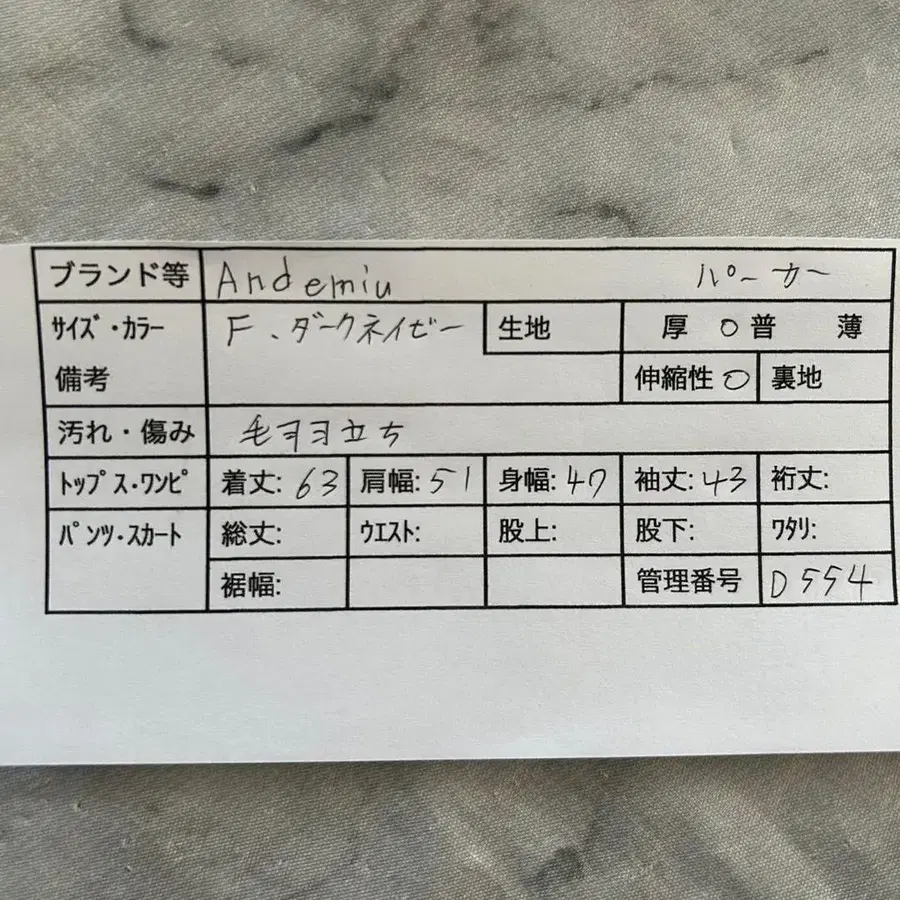 ブランド等 Andemiu パーカー
サイズ・カラー F、ダークネイビー 生地 厚 ○普 薄
備考 伸縮性○ 裏地
汚れ・傷み 毛羽立ち
トップス・ワンピ 着丈: 63 肩幅: 51 身幅: 47 袖丈: 43 裄丈:
パンツ・スカート 総丈: ウエスト: 股上: 股下: ワタリ:
裾幅: 管理番号 D554